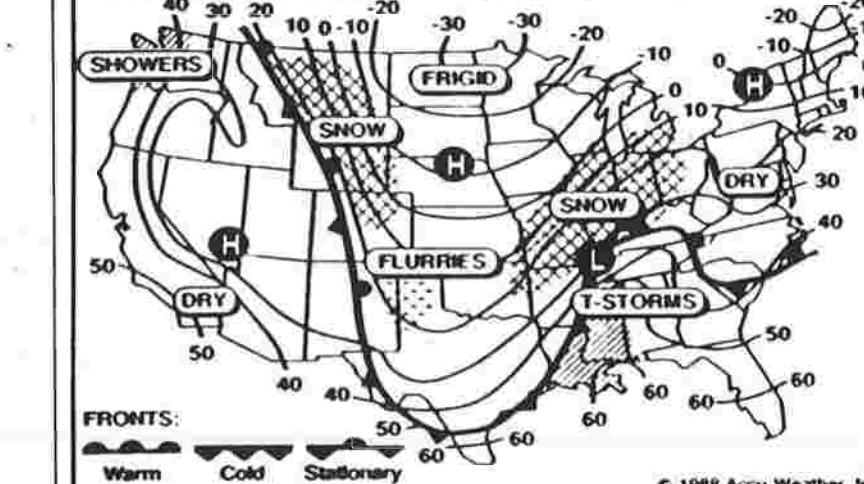 40 30 20 10 0 -10 -20 -30 -30 -20 -20
-10 0 10 0 -10 10 20 30 40
SHOWERS
FRIGID
H
SNOW
H
DRY
SNOW
H
FLURRIES
L
50
DRY
T-STORMS
50
50
40
40
60
60
60
50
60
60
60
FRONTS:
Warm Cold Stationary
© 1988 Accu-Weather, I